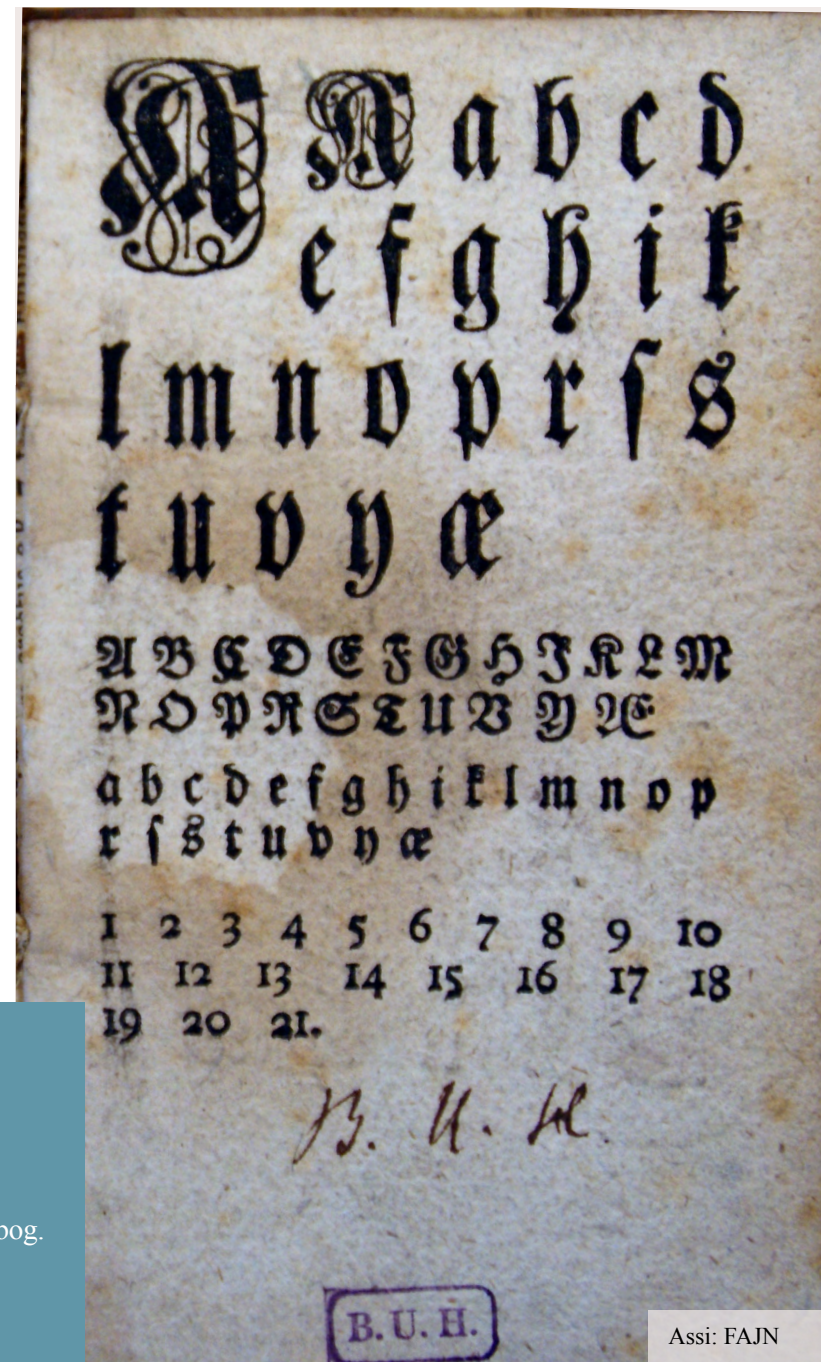 A A a b c d
e f g h i k
l m n o p r ſ s
t u v y æ
A B C D E F G H I K L M
N O P R S T U V Y Æ
a b c d e f g h i k l m n o p
r ſ s t u v y æ
1 2 3 4 5 6 7 8 9 10
11 12 13 14 15 16 17 18
19 20 21.
B. U. H
B. U. H.
bog.
Assi: FAJN